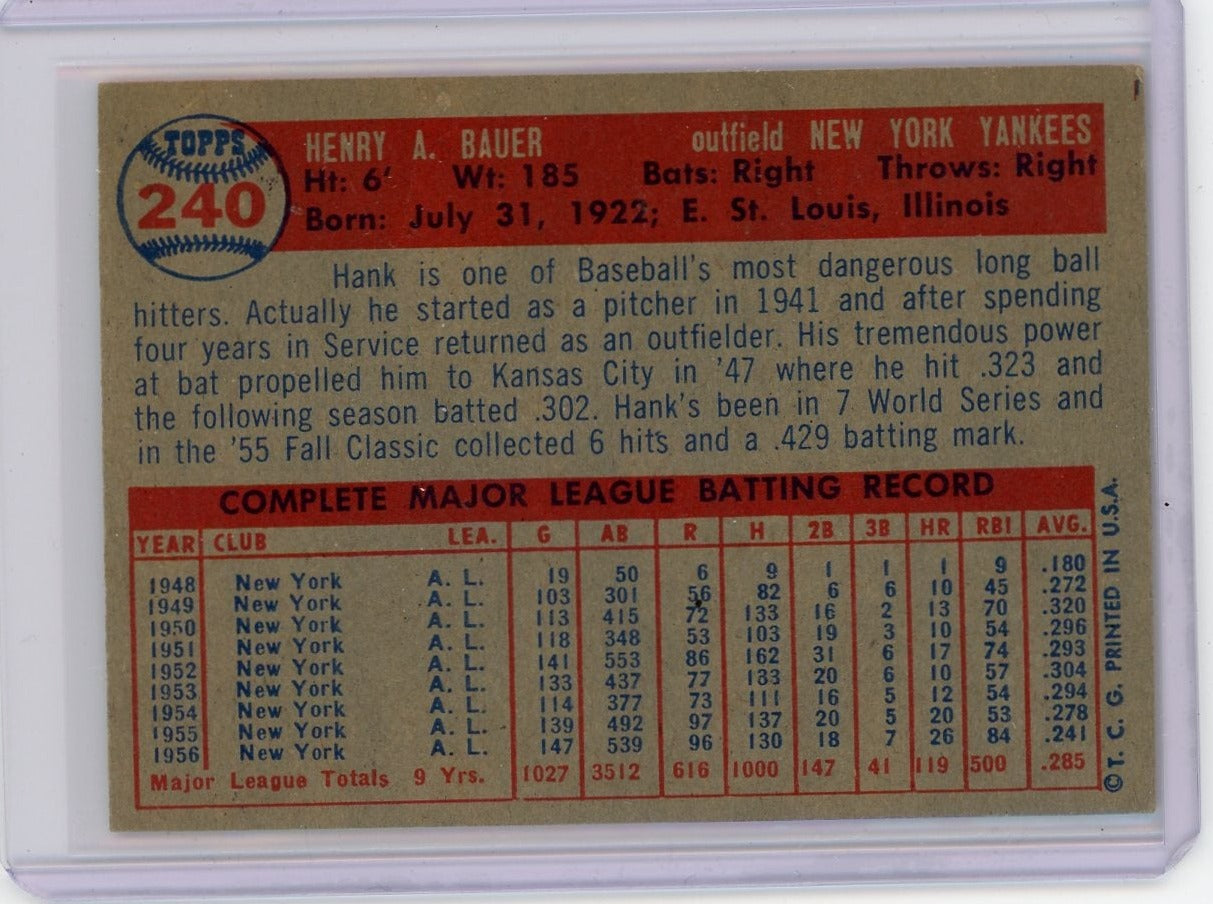 TOPPS
240
HENRY A. BAUER outfield NEW YORK YANKEES
Ht: 6' Wt: 185 Bats: Right Throws: Right
Born: July 31, 1922; E. St. Louis, Illinois
Hank is one of Baseball's most dangerous long ball
hitters. Actually he started as a pitcher in 1941 and after spending
four years in Service returned as an outfielder. His tremendous power
at bat propelled him to Kansas City in '47 where he hit .323 and
the following season batted .302. Hank's been in 7 World Series and
in the '55 Fall Classic collected 6 hits and a .429 batting mark.
COMPLETE MAJOR LEAGUE BATTING RECORD
YEAR CLUB LEA. G AB R H 2B 3B HR RBI AVG.
1948 New York A. L. 19 50 6 9 1 1 1 9 .180
1949 New York A. L. 103 301 56 82 6 6 10 45 .272
1950 New York A. L. 113 415 72 133 16 2 13 70 .320
1951 New York A. L. 118 348 53 103 19 3 10 54 .296
1952 New York A. L. 141 553 86 162 31 6 17 74 .293
1953 New York A. L. 133 437 77 133 20 6 10 57 .304
1954 New York A. L. 114 377 73 111 16 5 12 54 .294
1955 New York A. L. 139 492 97 137 20 5 20 53 .278
1956 New York A. L. 147 539 96 130 18 7 26 84 .241
Major League Totals 9 Yrs. 1027 3512 616 1000 147 41 119 500 .285
© T. C. G. PRINTED IN U.S.A.